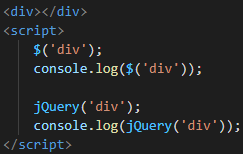 <div></div>
<script>
    $('div');
    console.log($('div'));

    jQuery('div');
    console.log(jQuery('div'));
</script>